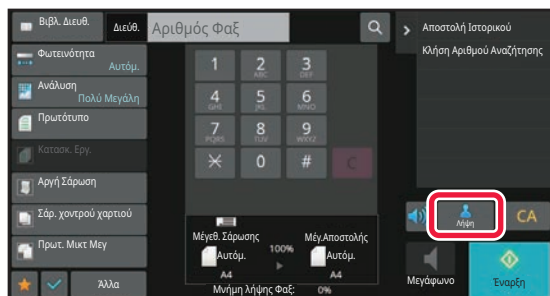 Βιβλ. Διευθ.
Διεύθ.
Αριθμός Φαξ
Αποστολή Ιστορικού
Κλήση Αριθμού Αναζήτησης
Φωτεινότητα
Αυτόμ.
Ανάλυση
Πολύ Μεγάλη
Πρωτότυπο
Κατασκ. Εργ.
Αργή Σάρωση
Σάρ. χοντρού χαρτιού
Πρωτ. Μικτ Μεγ
Άλλα
1 2 3
ABC DEF
4 5 6
GHI JKL MNO
7 8 9
PQRS TUV WXYZ
0 # C
Μέγεθ. Σάρωσης
Αυτόμ.
A4
100%
Μέγ.Αποστολής
Αυτόμ.
A4
Μνήμη λήψης Φαξ: 0%
Λήψη
CA
Μεγάφωνο
Έναρξη